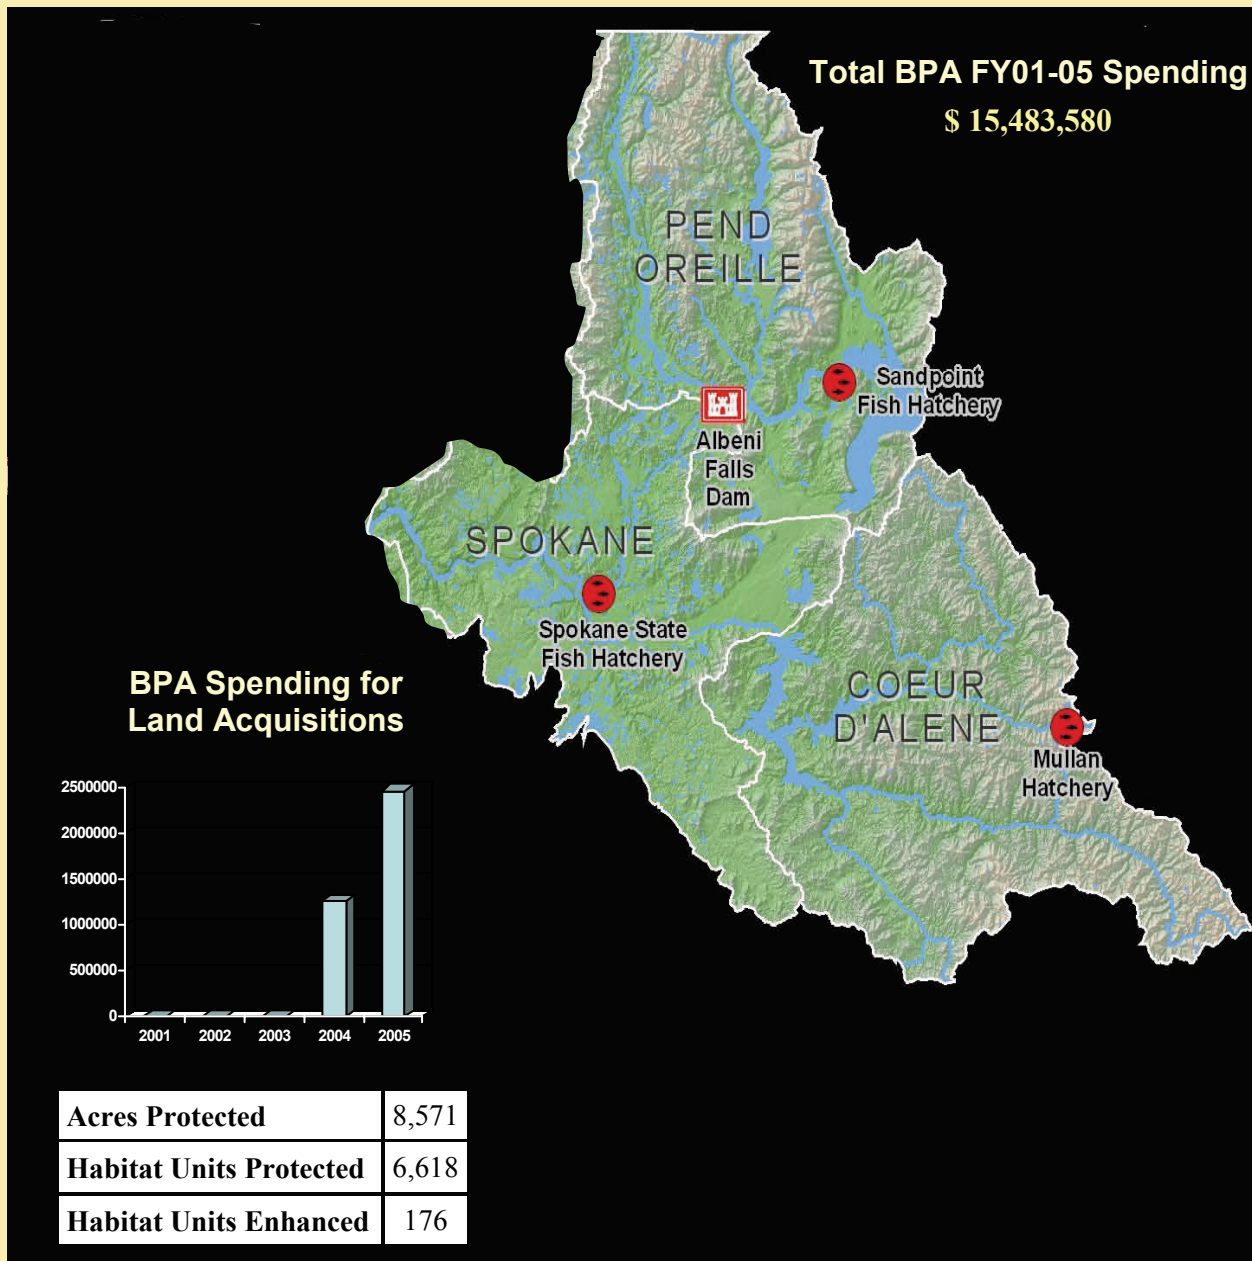 Total BPA FY01-05 Spending
$ 15,483,580
PEND
OREILLE
Sandpoint
Fish Hatchery
Albeni
Falls
Dam
SPOKANE
Spokane State
Fish Hatchery
COEUR
D'ALENE
Mullan
Hatchery
BPA Spending for
Land Acquisitions
2500000
2000000
1500000
1000000
500000
0
2001 2002 2003 2004 2005
Acres Protected 8,571
Habitat Units Protected 6,618
Habitat Units Enhanced 176